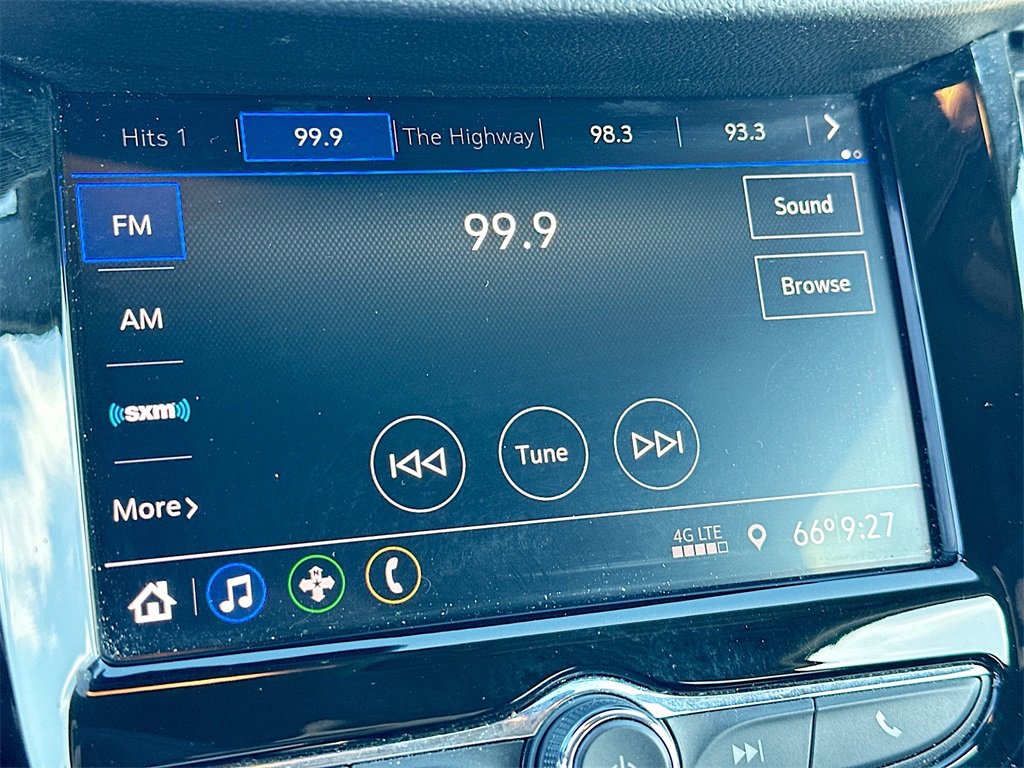 Hits 1 99.9 The Highway 98.3 93.3
FM 99.9 Sound
Browse
AM
sxm
Tune
More
4G LTE 66° 9:27
N